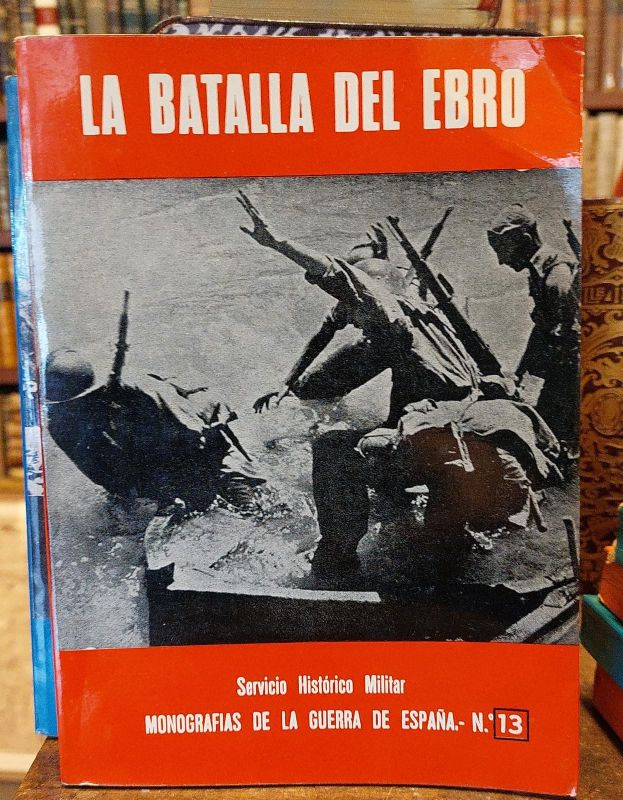 LA BATALLA DEL EBRO
Servicio Histórico Militar
MONOGRAFIAS DE LA GUERRA DE ESPAÑA.- N.º 13